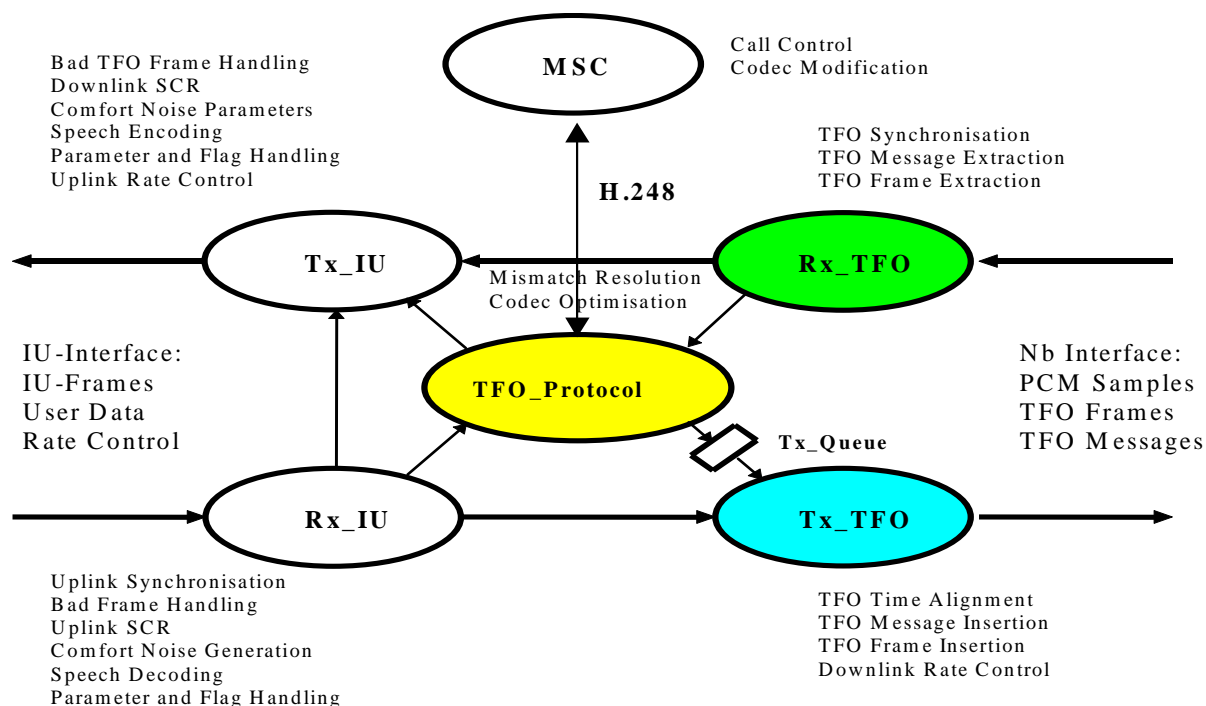 Bad TFO Frame Handling
Downlink SCR
Comfort Noise Parameters
Speech Encoding
Parameter and Flag Handling
Uplink Rate Control
MSC
Call Control
Codec Modification
TFO Synchronisation
TFO Message Extraction
TFO Frame Extraction
H.248
Tx_IU
Rx_TFO
Mismatch Resolution
Codec Optimisation
IU-Interface:
IU-Frames
User Data
Rate Control
TFO_Protocol
Nb Interface:
PCM Samples
TFO Frames
TFO Messages
Tx_Queue
Rx_IU
Tx_TFO
Uplink Synchronisation
Bad Frame Handling
Uplink SCR
Comfort Noise Generation
Speech Decoding
Parameter and Flag Handling
TFO Time Alignment
TFO Message Insertion
TFO Frame Insertion
Downlink Rate Control